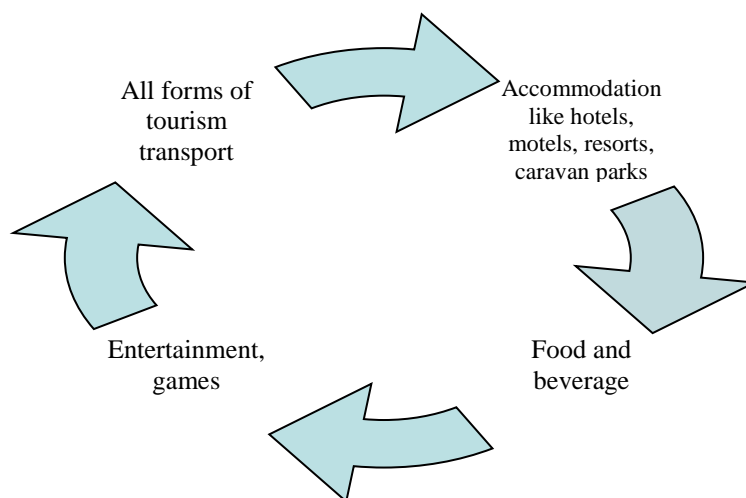 All forms of
tourism
transport
Accommodation
like hotels,
motels, resorts,
caravan parks
Food and
beverage
Entertainment,
games